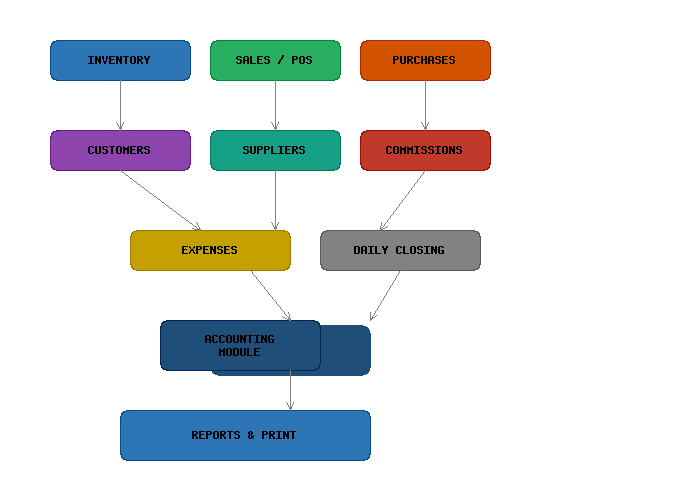 INVENTORY
SALES / POS
PURCHASES
CUSTOMERS
SUPPLIERS
COMMISSIONS
EXPENSES
DAILY CLOSING
ACCOUNTING
MODULE
REPORTS & PRINT